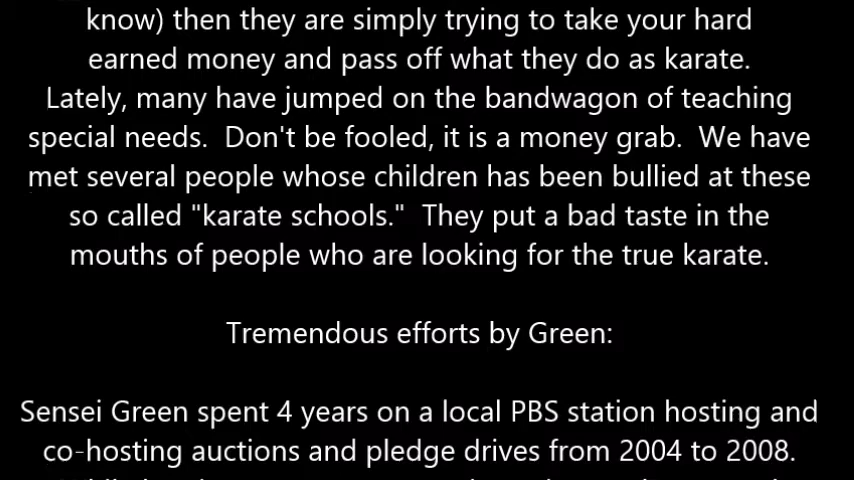 know) then they are simply trying to take your hard
earned money and pass off what they do as karate.
Lately, many have jumped on the bandwagon of teaching
special needs.  Don't be fooled, it is a money grab.  We have
met several people whose children has been bullied at these
so called "karate schools."  They put a bad taste in the
mouths of people who are looking for the true karate.
Tremendous efforts by Green:
Sensei Green spent 4 years on a local PBS station hosting and
co-hosting auctions and pledge drives from 2004 to 2008.